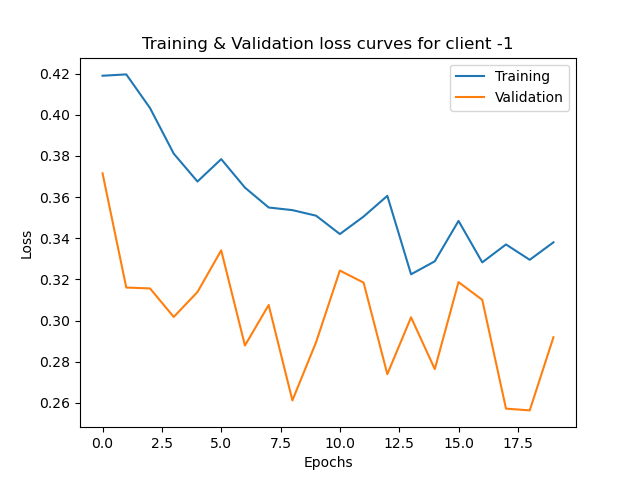 Training & Validation loss curves for client -1
Training
Validation
0.42
0.40
0.38
0.36
0.34
0.32
0.30
0.28
0.26
Loss
0.0 2.5 5.0 7.5 10.0 12.5 15.0 17.5
Epochs